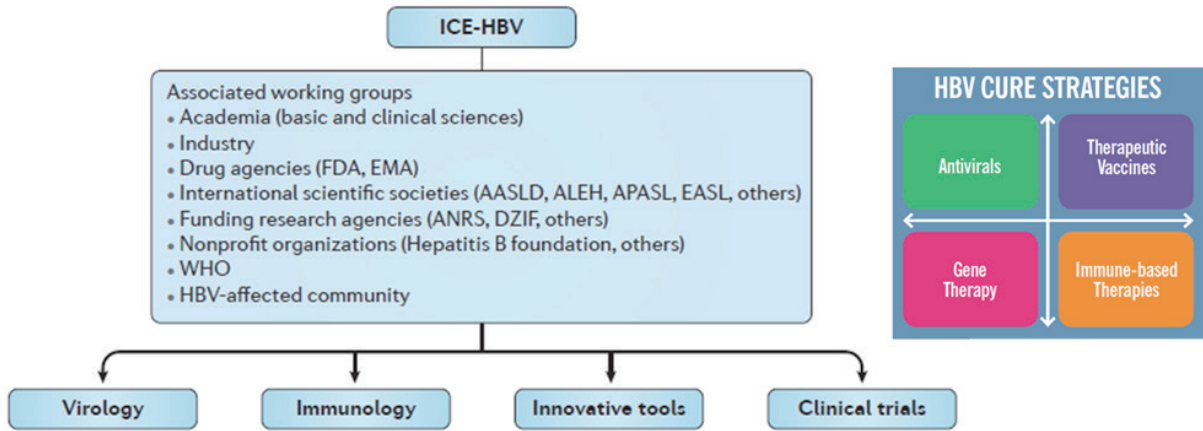 ICE-HBV
Associated working groups
• Academia (basic and clinical sciences)
• Industry
• Drug agencies (FDA, EMA)
• International scientific societies (AASLD, ALEH, APASL, EASL, others)
• Funding research agencies (ANRS, DZIF, others)
• Nonprofit organizations (Hepatitis B foundation, others)
• WHO
• HBV-affected community
Virology
Immunology
Innovative tools
Clinical trials
HBV CURE STRATEGIES
Antivirals
Therapeutic
Vaccines
Gene
Therapy
Immune-based
Therapies